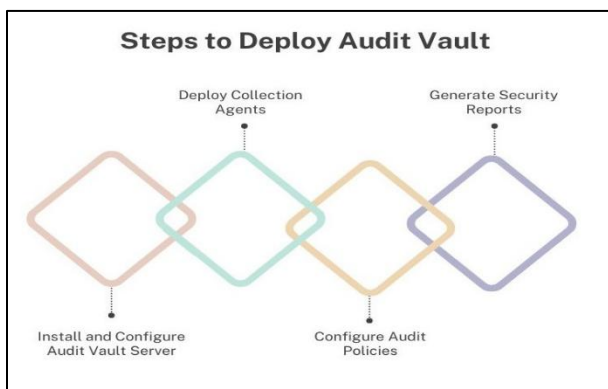 Steps to Deploy Audit Vault
Deploy Collection
Agents
Generate Security
Reports
Install and Configure
Audit Vault Server
Configure Audit
Policies